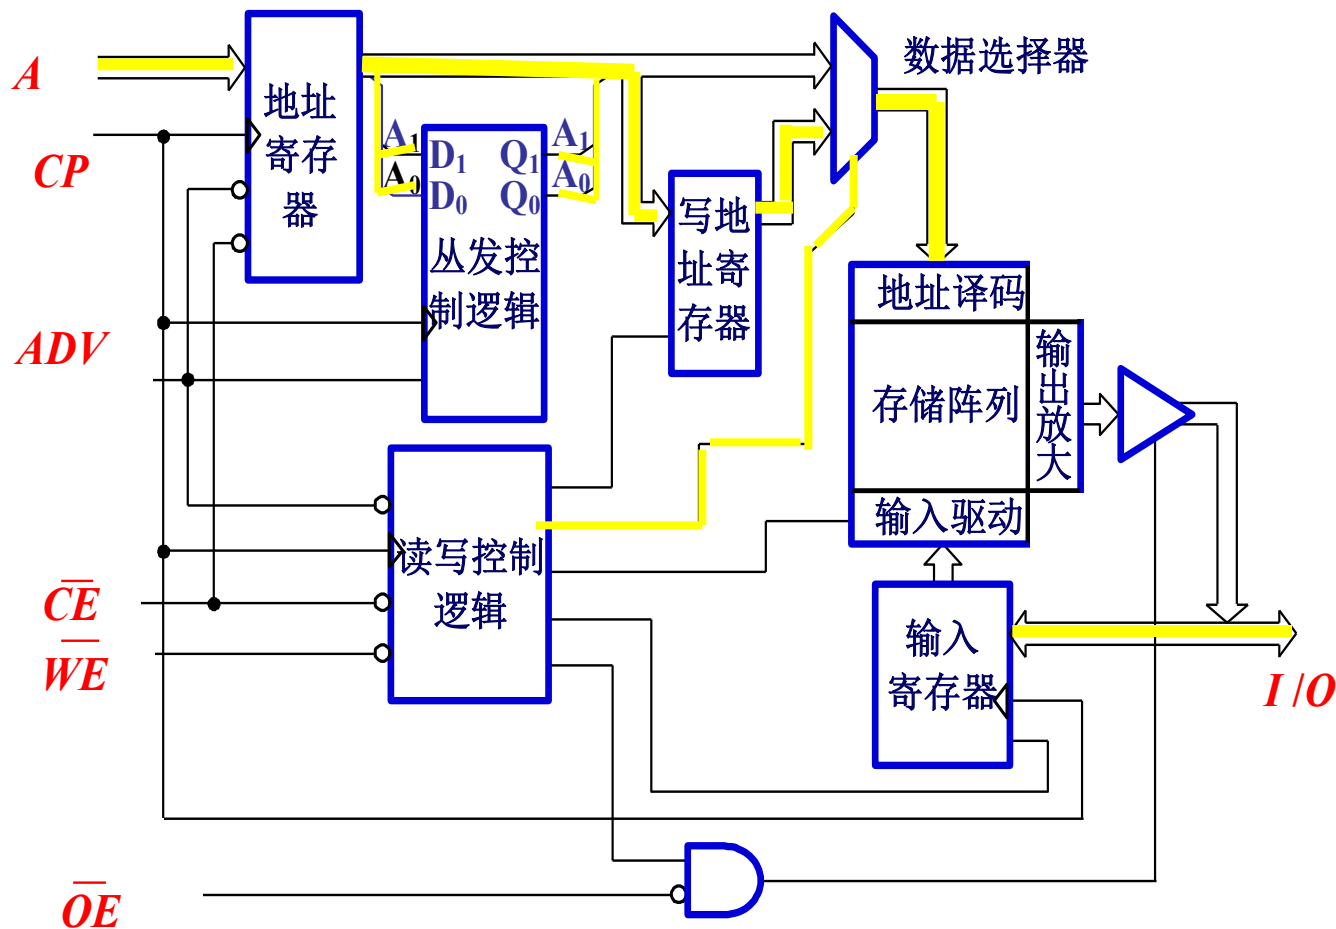 A
CP
ADV
CE
WE
OE
地址
寄存
器
A1
A0
D1
D0
Q1
Q0
A1
A0
丛发控
制逻辑
写地
址寄
存器
数据选择器
地址译码
存储阵列
输出放大
输入驱动
读写控制
逻辑
输入
寄存器
I/O